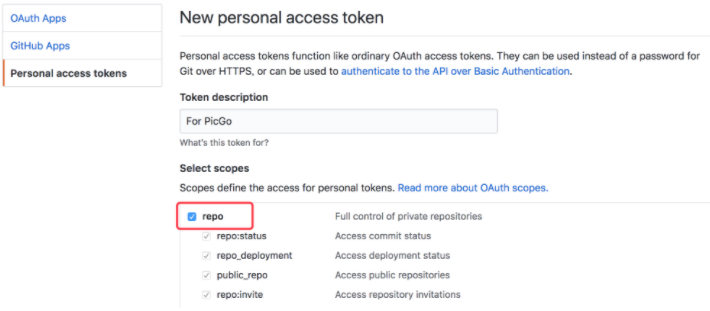 OAuth Apps
GitHub Apps
Personal access tokens
New personal access token
Personal access tokens function like ordinary OAuth access tokens. They can be used instead of a password for
Git over HTTPS, or can be used to authenticate to the API over Basic Authentication.
Token description
For PicGo
What's this token for?
Select scopes
Scopes define the access for personal tokens. Read more about OAuth scopes.
repo Full control of private repositories
repo:status Access commit status
repo_deployment Access deployment status
public_repo Access public repositories
repo:invite Access repository invitations